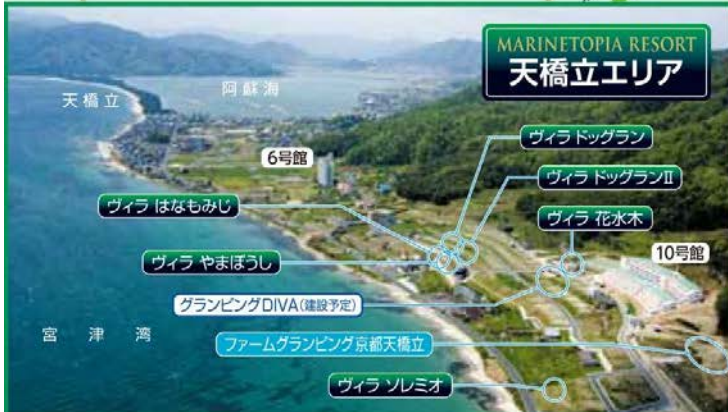 MARINETOPIA RESORT
天橋立エリア
天橋立
阿蘇海
6号館
ヴィラ ドッグラン
ヴィラ ドッグランⅡ
ヴィラ はなもみじ
ヴィラ 花水木
ヴィラ やまぼうし
10号館
グランピングDIVA(建設予定)
宮津湾
ファームグランピング京都天橋立
ヴィラ ソレミオ